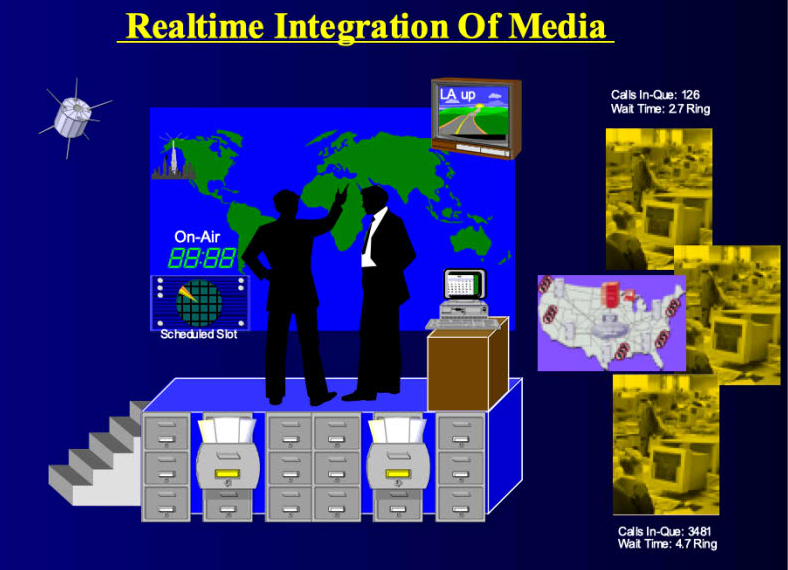 Realtime Integration Of Media
LA up
Calls In-Que: 126
Wait Time: 2.7 Ring
On-Air
88:88
Scheduled Slot
Calls In-Que: 3481
Wait Time: 4.7 Ring